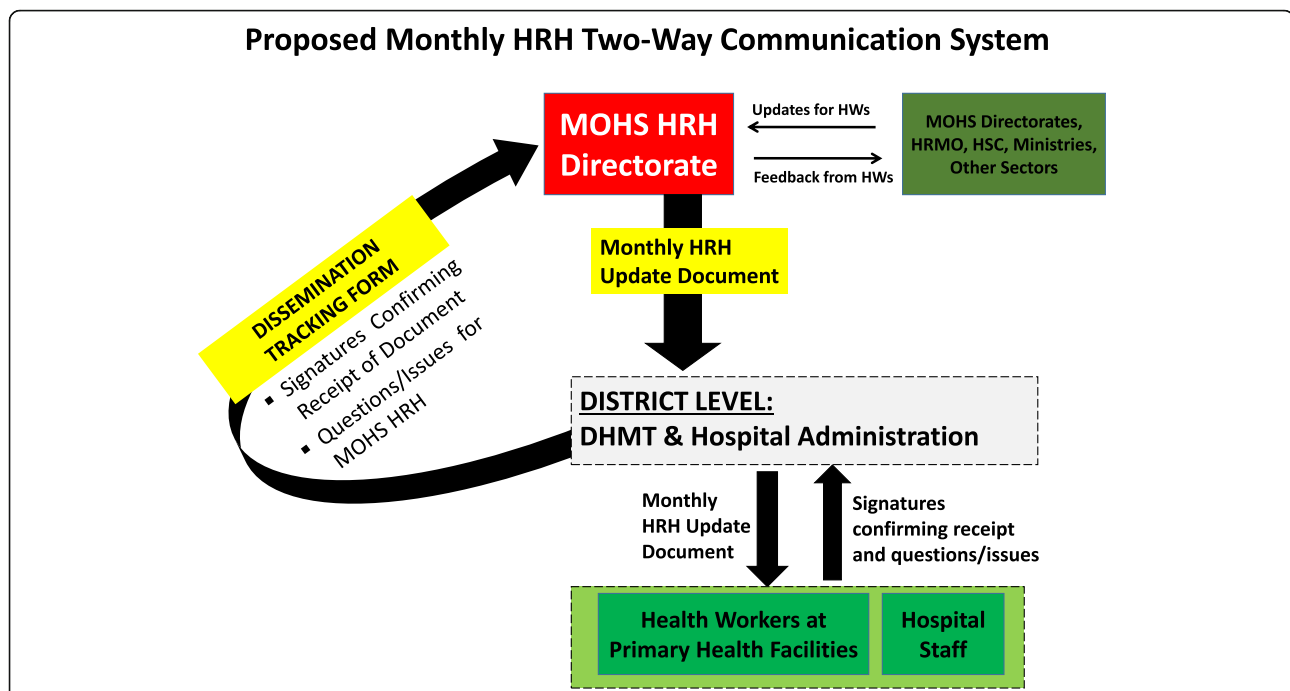 Proposed Monthly HRH Two-Way Communication System
MOHS HRH
Directorate
Updates for HWs
Feedback from HWs
MOHS Directorates,
HRMO, HSC, Ministries,
Other Sectors
Monthly HRH
Update Document
DISSEMINATION
TRACKING FORM
▪ Signatures Confirming
Receipt of Document
▪ Questions/Issues for
MOHS HRH
DISTRICT LEVEL:
DHMT & Hospital Administration
Monthly
HRH Update
Document
Signatures
confirming receipt
and questions/issues
Health Workers at
Primary Health Facilities
Hospital
Staff